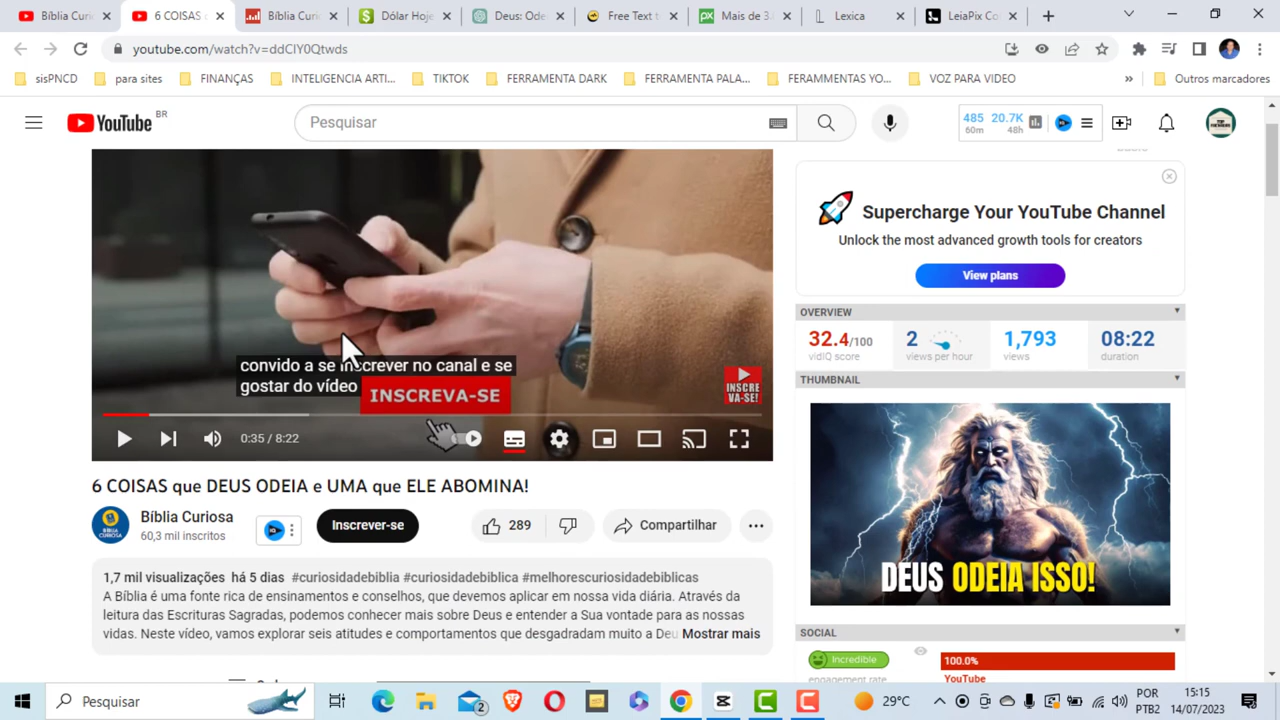 Bíblia Curi
6 COISAS
Bíblia Curi
Dólar Hoje
Deus: Ode
Free Text t
Mais de 3.
Lexica
LeiaPix Co
youtube.com/watch?v=ddCIY0Qtwds
sisPNCD
para sites
FINANÇAS
INTELIGENCIA ARTI...
TIKTOK
FERRAMENTA DARK
FERRAMENTA PALA...
FERAMMENTAS YO...
VOZ PARA VIDEO
»
Outros marcadores
YouTube BR
Pesquisar
485 20.7K
60m 48h
convido a se inscrever no canal e se
gostar do vídeo
INSCREVA-SE
INSCRE
VA-SE!
0:35 / 8:22
6 COISAS que DEUS ODEIA e UMA que ELE ABOMINA!
Bíblia Curiosa
60,3 mil inscritos
Inscrever-se
289
Compartilhar
1,7 mil visualizações há 5 dias #curiosidadebíblia #curiosidadebiblica #melhorescuriosidadebiblicas
A Bíblia é uma fonte rica de ensinamentos e conselhos, que devemos aplicar em nossa vida diária. Através da
leitura das Escrituras Sagradas, podemos conhecer mais sobre Deus e entender a Sua vontade para as nossas
vidas. Neste vídeo, vamos explorar seis atitudes e comportamentos que desgadradam muito a Deu Mostrar mais
Supercharge Your YouTube Channel
Unlock the most advanced growth tools for creators
View plans
OVERVIEW
32.4/100
vidIQ score
2
views per hour
1,793
views
08:22
duration
THUMBNAIL
DEUS ODEIA ISSO!
SOCIAL
Incredible
engagement rate
100.0%
YouTube
Pesquisar
2
29°C
POR
PTB2
15:15
14/07/2023